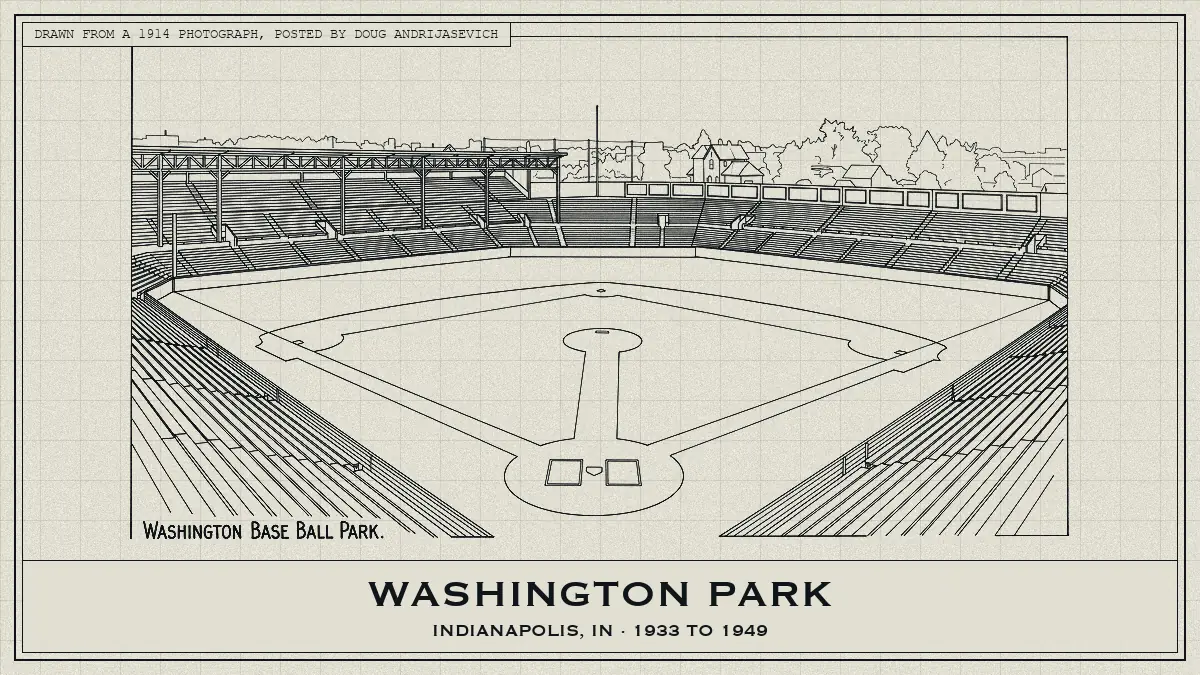 DRAWN FROM A 1914 PHOTOGRAPH, POSTED BY DOUG ANDRIJASEVICH
WASHINGTON BASE BALL PARK.
WASHINGTON PARK
INDIANAPOLIS, IN · 1933 TO 1949